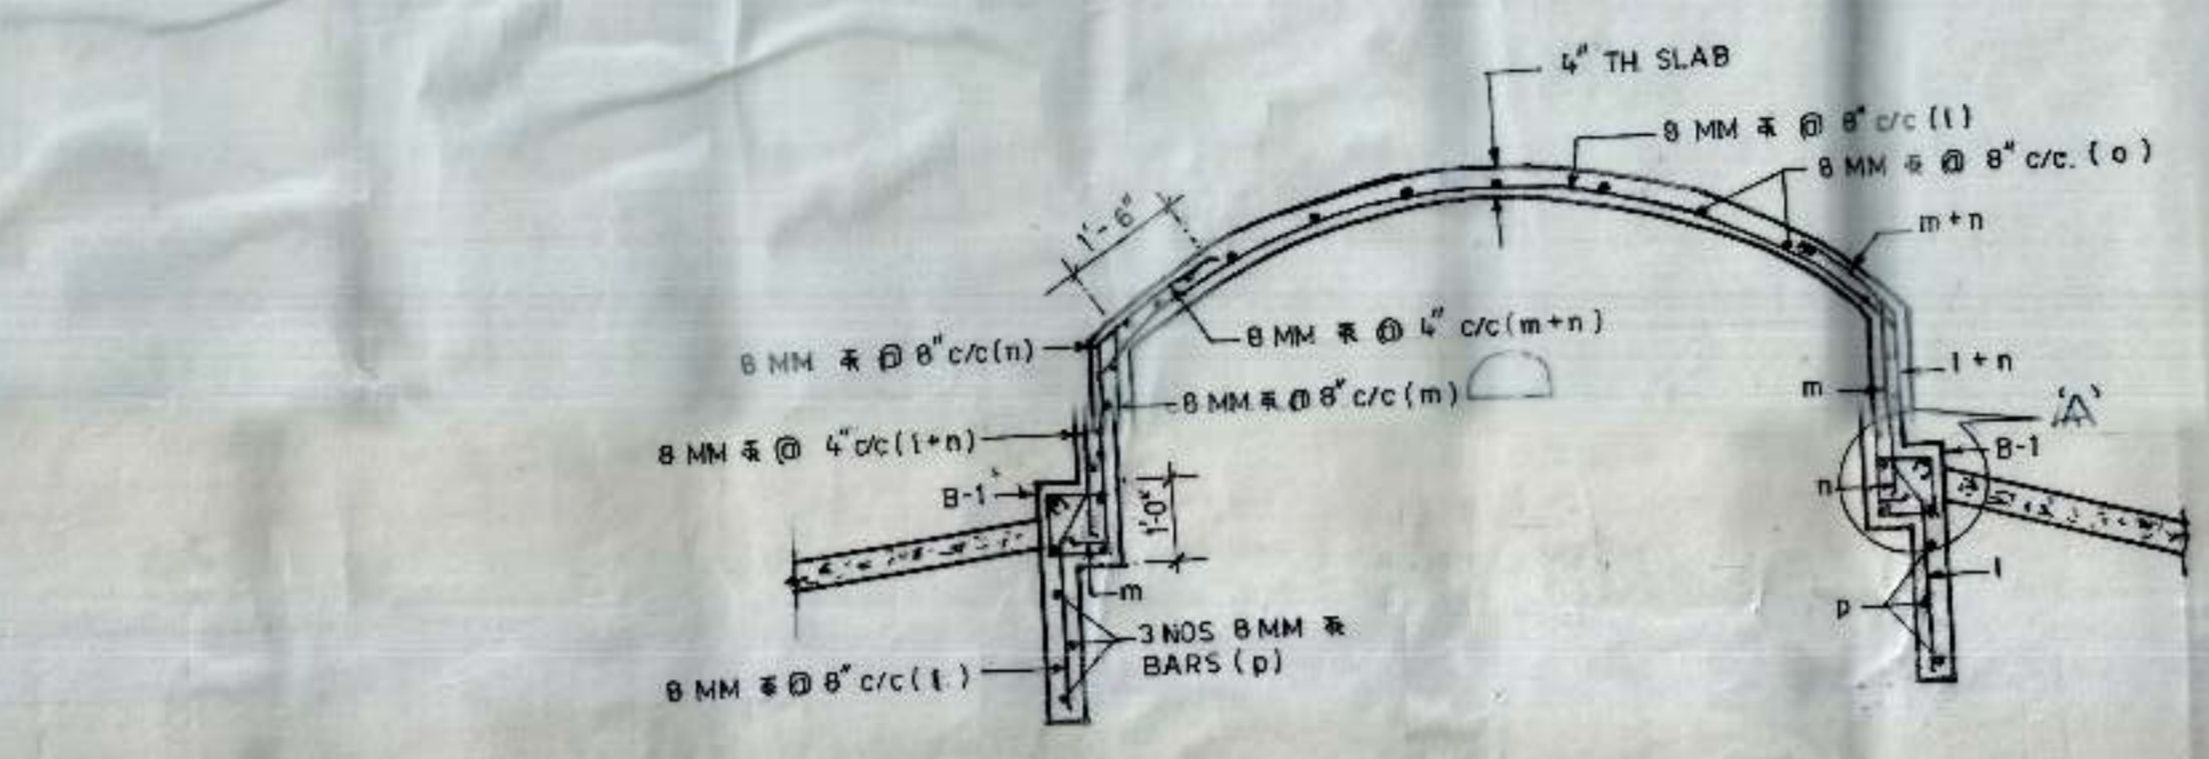 4" TH SLAB
8 MM @ 8" c/c (l)
8 MM @ 8" c/c. (o)
1'-6"
m+n
8 MM @ 4" c/c (m+n)
8 MM @ 8" c/c (n)
l+n
m
8 MM @ 8" c/c (m)
'A'
8 MM @ 4" c/c (l+n)
B-1
B-1
n
1'-0"
m
l
p
3 NOS 8 MM
BARS (p)
8 MM @ 8" c/c (l)